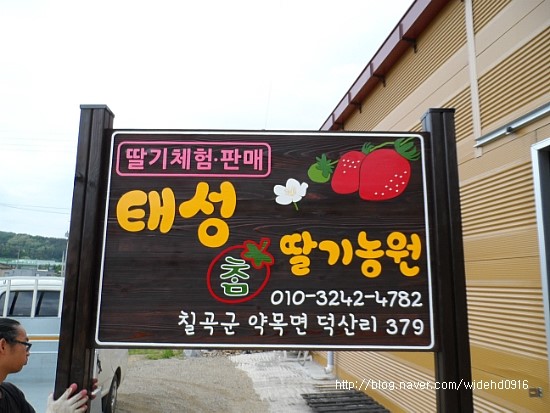 딸기체험·판매
태성
춈
딸기농원
010-3242-4782
칠곡군 약목면 덕산리 379
http://blog.naver.com/widehd0916